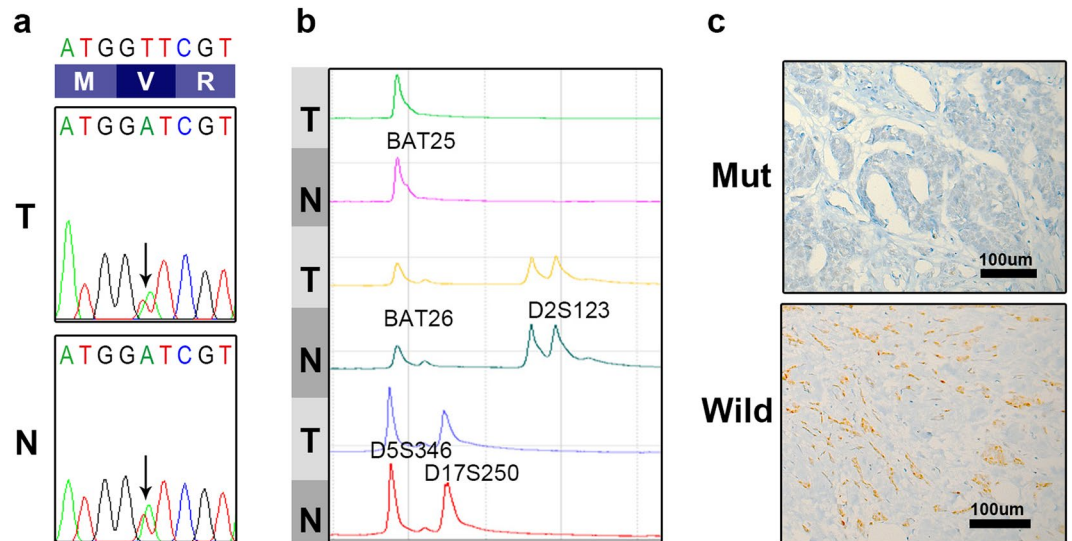 a
ATGGTTCGT
M V R
ATGGATCGT
T
ATGGATCGT
N
b
T
BAT25
N
T
BAT26 D2S123
N
T
D5S346
D17S250
N
c
Mut
100um
Wild
100um